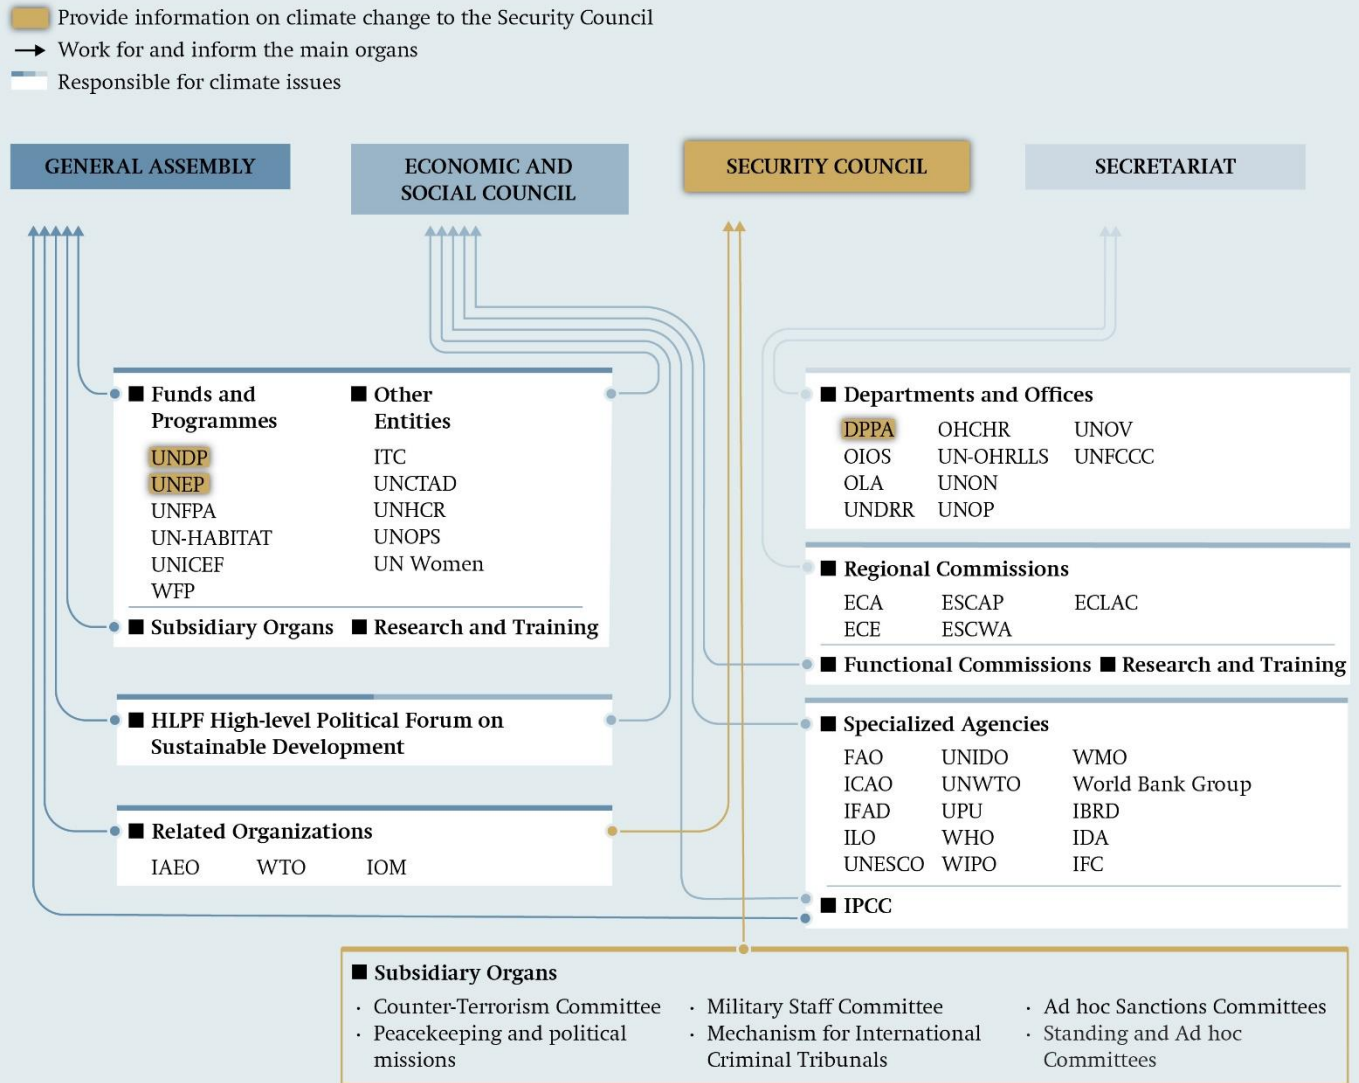 Provide information on climate change to the Security Council
Work for and inform the main organs
Responsible for climate issues
GENERAL ASSEMBLY
ECONOMIC AND
SOCIAL COUNCIL
SECURITY COUNCIL
SECRETARIAT
Funds and
Programmes
UNDP
UNEP
UNFPA
UN-HABITAT
UNICEF
WFP
Other
Entities
ITC
UNCTAD
UNHCR
UNOPS
UN Women
Subsidiary Organs
Research and Training
HLPF High-level Political Forum on
Sustainable Development
Related Organizations
IAEO
WTO
IOM
Departments and Offices
DPPA
OHCHR
UNOV
OIOS
UN-OHRLLS
UNFCCC
OLA
UNON
UNDRR
UNOP
Regional Commissions
ECA
ESCAP
ECLAC
ECE
ESCWA
Functional Commissions
Research and Training
Specialized Agencies
FAO
UNIDO
WMO
ICAO
UNWTO
World Bank Group
IFAD
UPU
IBRD
ILO
WHO
IDA
UNESCO
WIPO
IFC
IPCC
Subsidiary Organs
· Counter-Terrorism Committee
· Peacekeeping and political
missions
· Military Staff Committee
· Mechanism for International
Criminal Tribunals
· Ad hoc Sanctions Committees
· Standing and Ad hoc
Committees